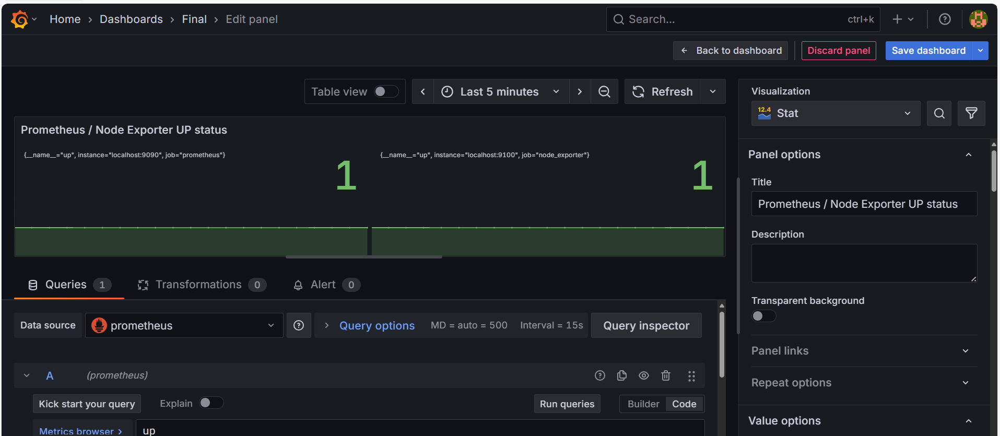 Home › Dashboards › Final › Edit panel
Search...
ctrl+k
Back to dashboard
Discard panel
Save dashboard
Table view
Last 5 minutes
Refresh
Prometheus / Node Exporter UP status
{__name__="up", instance="localhost:9090", job="prometheus"}
1
{__name__="up", instance="localhost:9100", job="node_exporter"}
1
Queries 1
Transformations 0
Alert 0
Data source
prometheus
Query options
MD = auto = 500
Interval = 15s
Query inspector
A
(prometheus)
Kick start your query
Explain
Run queries
Builder
Code
Metrics browser >
up
Visualization
12.4
Stat
Panel options
Title
Prometheus / Node Exporter UP status
Description
Transparent background
Panel links
Repeat options
Value options